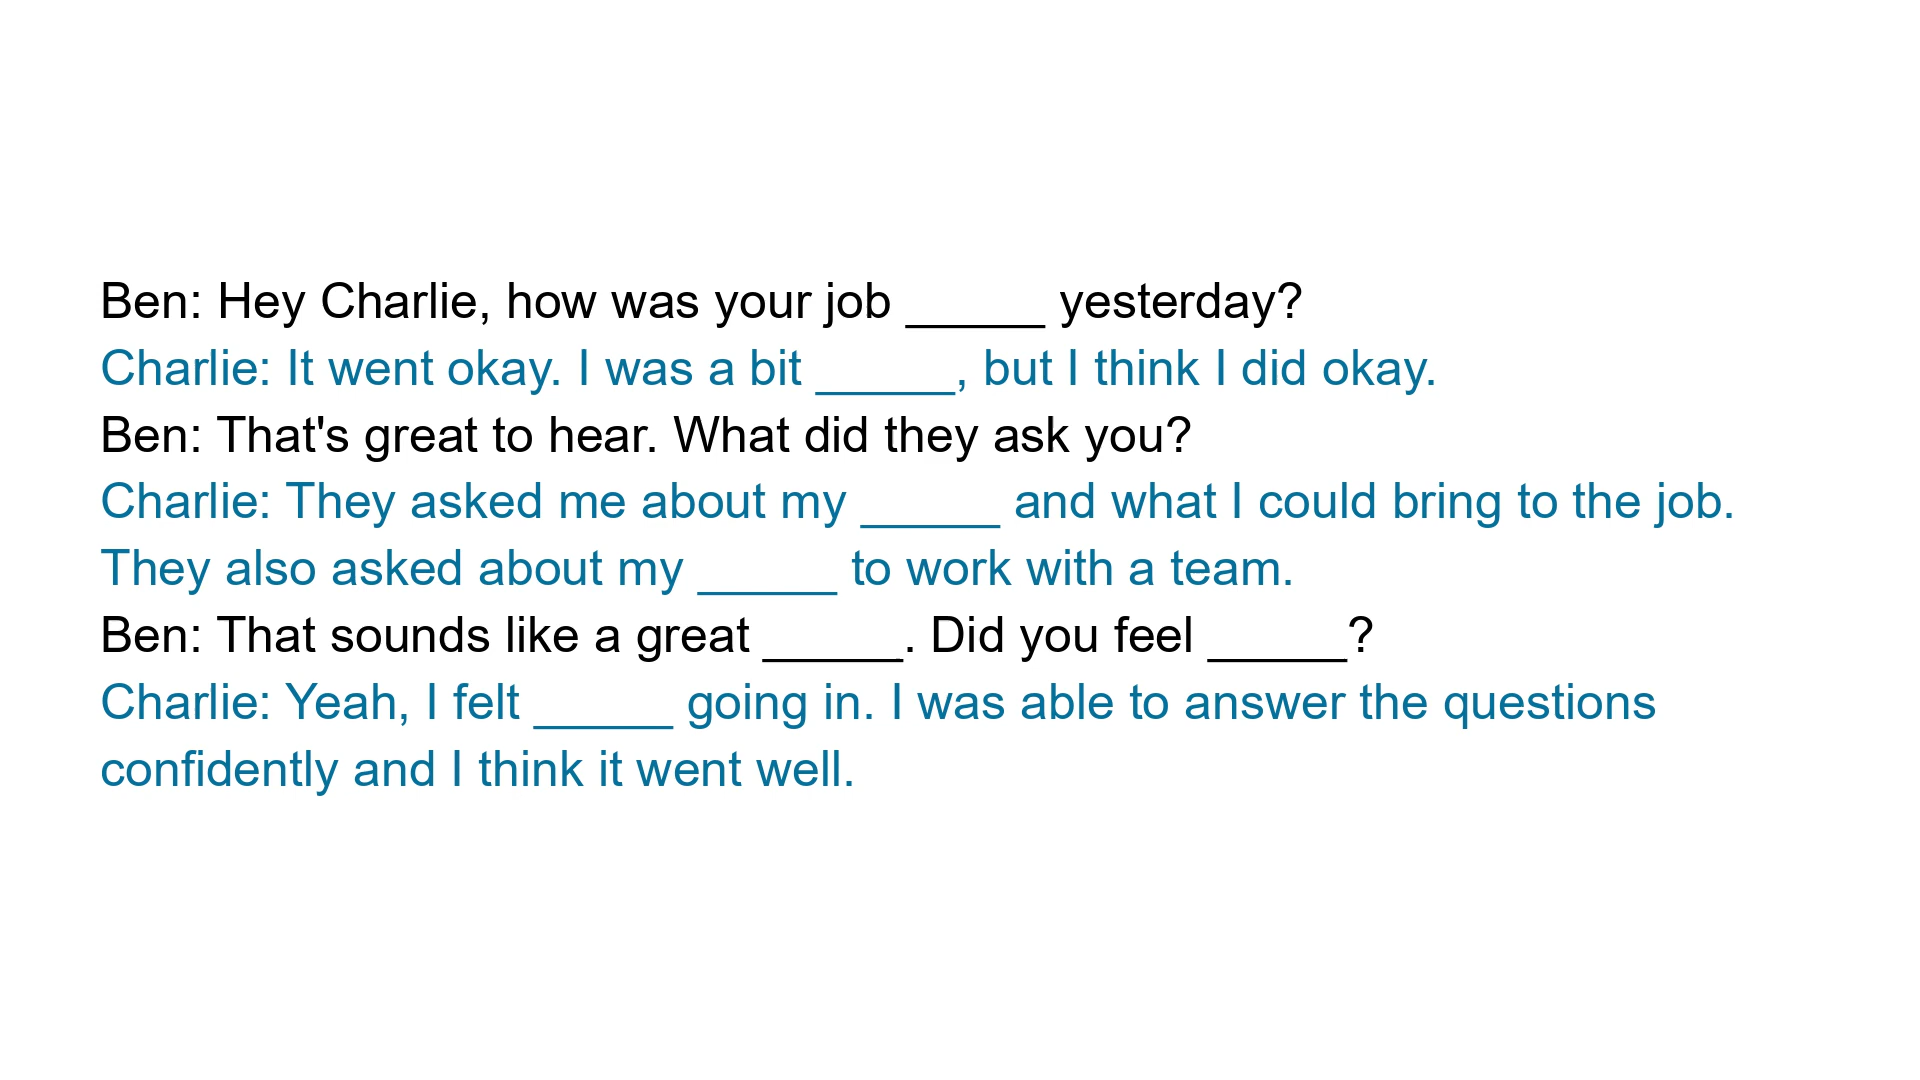 Ben: Hey Charlie, how was your job _____ yesterday?
Charlie: It went okay. I was a bit _____, but I think I did okay.
Ben: That's great to hear. What did they ask you?
Charlie: They asked me about my _____ and what I could bring to the job.
They also asked about my _____ to work with a team.
Ben: That sounds like a great _____. Did you feel _____?
Charlie: Yeah, I felt _____ going in. I was able to answer the questions
confidently and I think it went well.